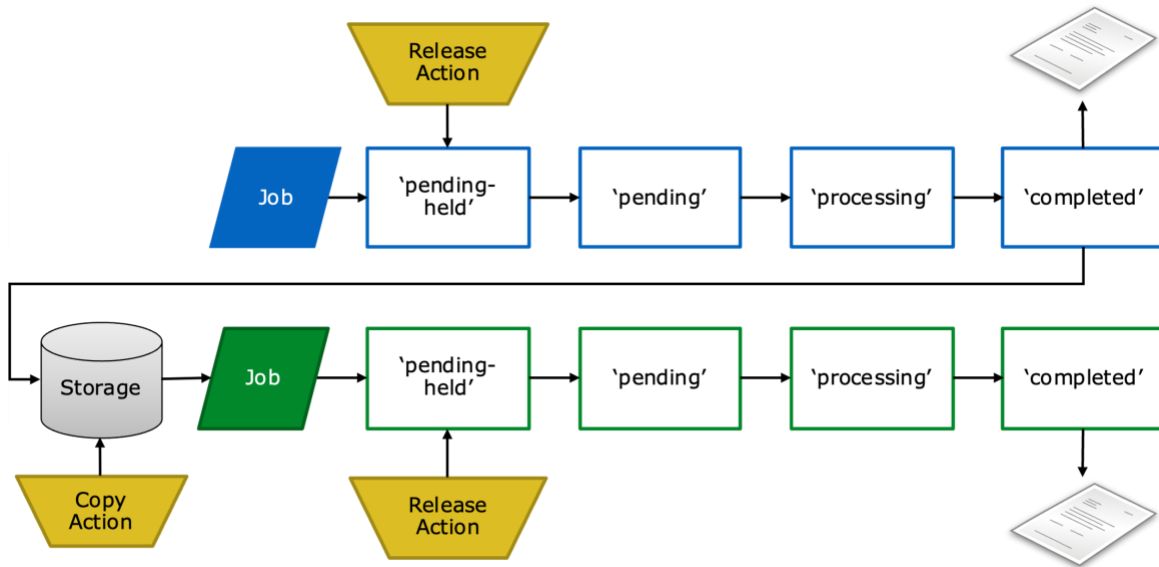 Release
Action
Job
‘pending-
held’
‘pending’
‘processing’
‘completed’
Storage
Job
‘pending-
held’
‘pending’
‘processing’
‘completed’
Copy
Action
Release
Action